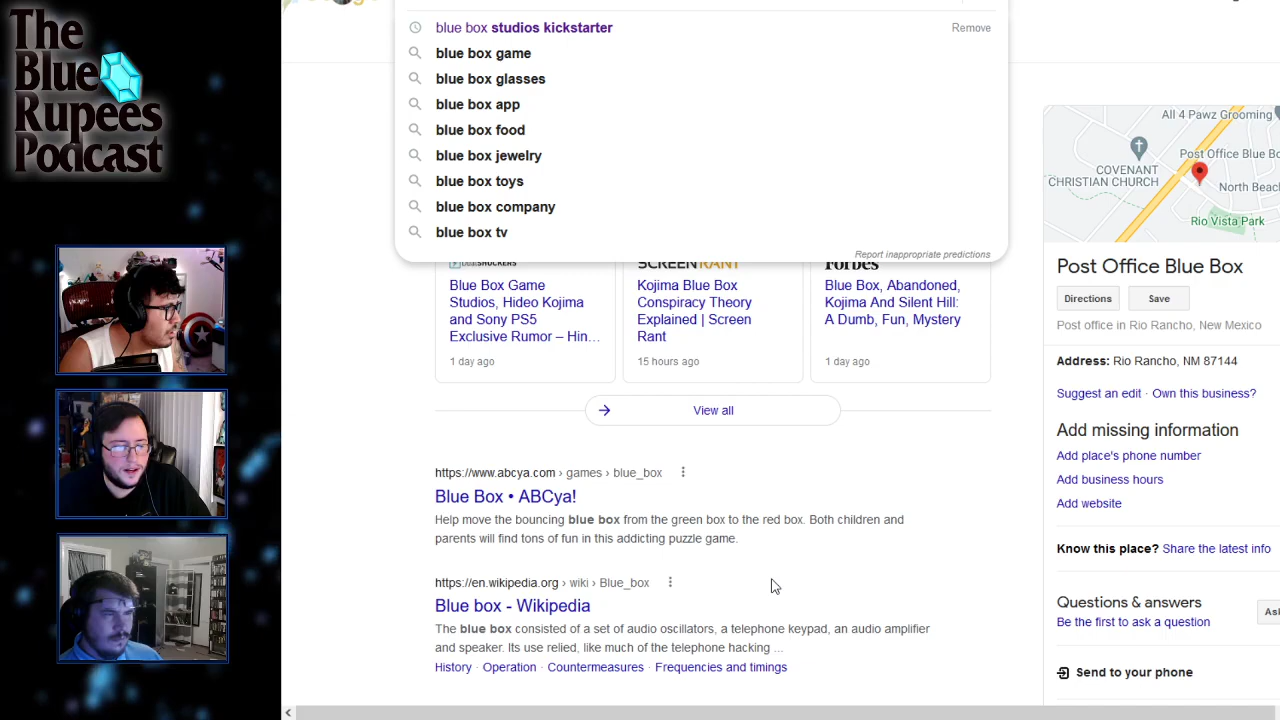 The
Blue
Rupees
Podcast
blue box studios kickstarter
Remove
blue box game
blue box glasses
blue box app
blue box food
blue box jewelry
blue box toys
blue box company
blue box tv
Report inappropriate predictions
SCREENRANT
Forbes
Blue Box Game
Studios, Hideo Kojima
and Sony PS5
Exclusive Rumor – Hin...
1 day ago
Kojima Blue Box
Conspiracy Theory
Explained | Screen
Rant
15 hours ago
Blue Box, Abandoned,
Kojima And Silent Hill:
A Dumb, Fun, Mystery
1 day ago
View all
https://www.abcya.com › games › blue_box
Blue Box • ABCya!
Help move the bouncing blue box from the green box to the red box. Both children and
parents will find tons of fun in this addicting puzzle game.
https://en.wikipedia.org › wiki › Blue_box
Blue box - Wikipedia
The blue box consisted of a set of audio oscillators, a telephone keypad, an audio amplifier
and speaker. Its use relied, like much of the telephone hacking ...
History · Operation · Countermeasures · Frequencies and timings
All 4 Pawz Grooming
Post Office Blue Bo
COVENANT
CHRISTIAN CHURCH
North Beac
Rio Vista Park
Post Office Blue Box
Directions
Save
Post office in Rio Rancho, New Mexico
Address: Rio Rancho, NM 87144
Suggest an edit · Own this business?
Add missing information
Add place's phone number
Add business hours
Add website
Know this place? Share the latest info
Questions & answers
Be the first to ask a question
Ask
Send to your phone